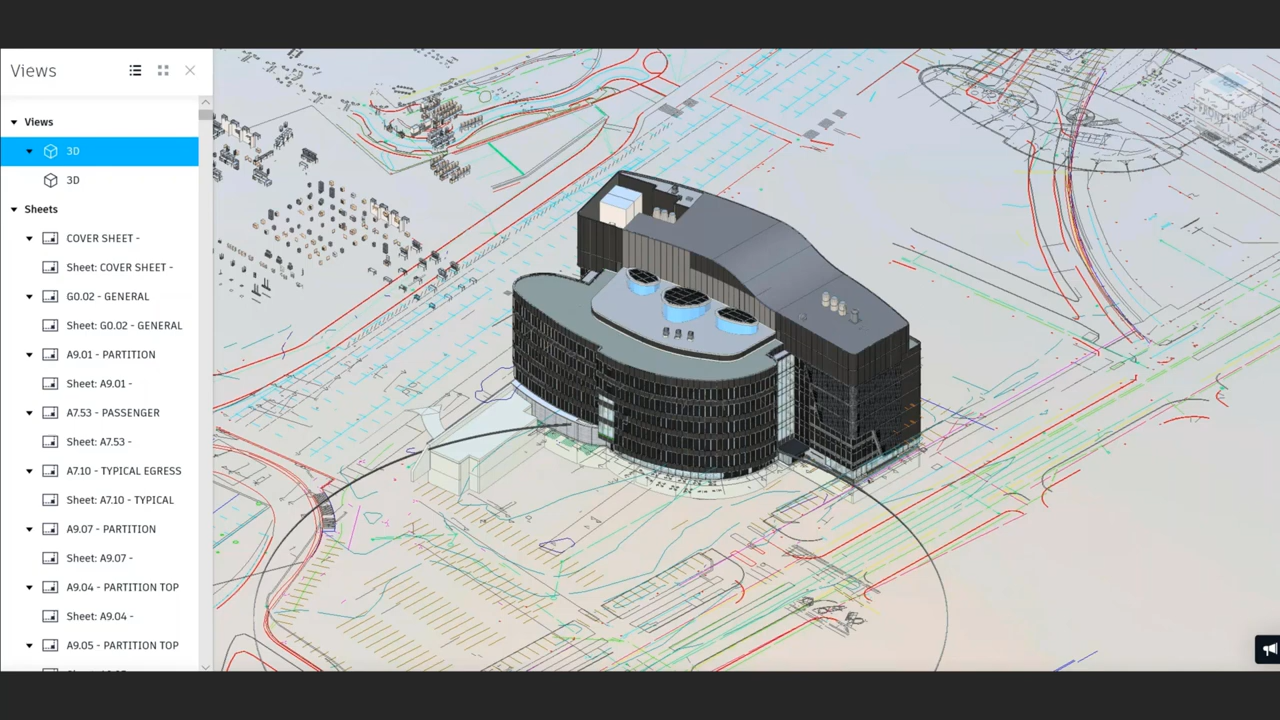 Views
Views
3D
3D
Sheets
COVER SHEET -
Sheet: COVER SHEET -
G0.02 - GENERAL
Sheet: G0.02 - GENERAL
A9.01 - PARTITION
Sheet: A9.01 -
A7.53 - PASSENGER
Sheet: A7.53 -
A7.10 - TYPICAL EGRESS
Sheet: A7.10 - TYPICAL
A9.07 - PARTITION
Sheet: A9.07 -
A9.04 - PARTITION TOP
Sheet: A9.04 -
A9.05 - PARTITION TOP